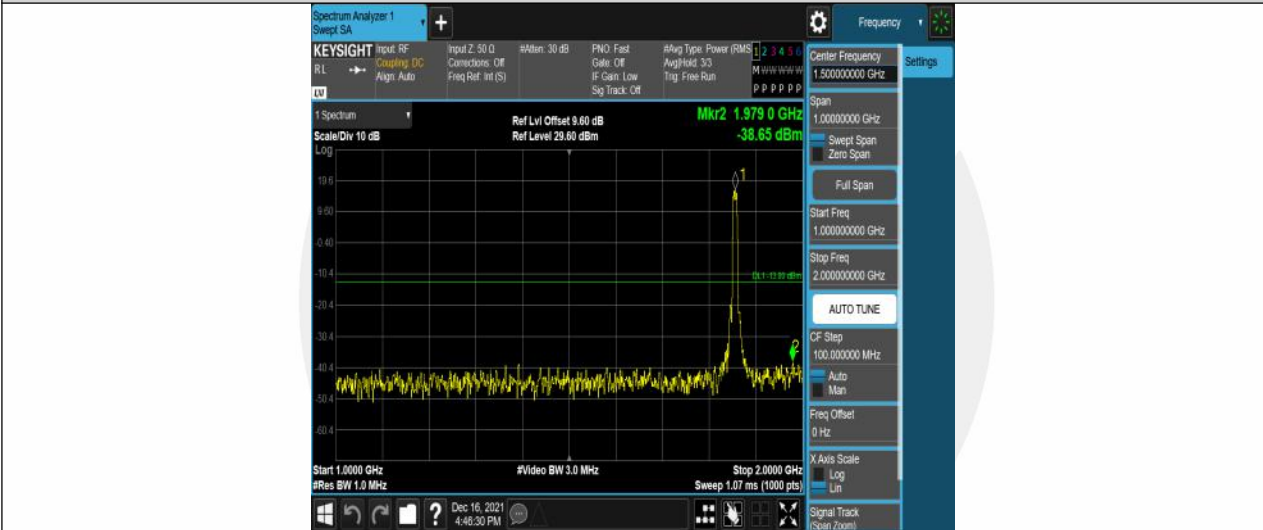 Spectrum Analyzer 1
Swept SA
Frequency
KEYSIGHT
RL
Input: RF
Coupling: DC
Align: Auto
Input Z: 50 Ω
Corrections: Off
Freq Ref: Int (S)
#Atten: 30 dB
PNO: Fast
Gate: Off
IF Gain: Low
Sig Track: Off
#Avg Type: Power (RMS
Avg|Hold: 3/3
Trig: Free Run
1 2 3 4 5 6
M W W W W W
P P P P P P
LV
1 Spectrum
Scale/Div 10 dB
Log
Ref Lvl Offset 9.60 dB
Ref Level 29.60 dBm
Mkr2 1.979 0 GHz
-38.65 dBm
19.6
9.60
-0.40
-10.4
-20.4
-30.4
-40.4
-50.4
-60.4
1
2
Start 1.0000 GHz
#Res BW 1.0 MHz
#Video BW 3.0 MHz
Stop 2.0000 GHz
Sweep 1.07 ms (1000 pts)
Dec 16, 2021
4:46:30 PM
Center Frequency
1.500000000 GHz
Settings
Span
1.00000000 GHz
Swept Span
Zero Span
Full Span
Start Freq
1.000000000 GHz
Stop Freq
2.000000000 GHz
AUTO TUNE
CF Step
100.000000 MHz
Auto
Man
Freq Offset
0 Hz
X Axis Scale
Log
Lin
Signal Track
(Span Zoom)